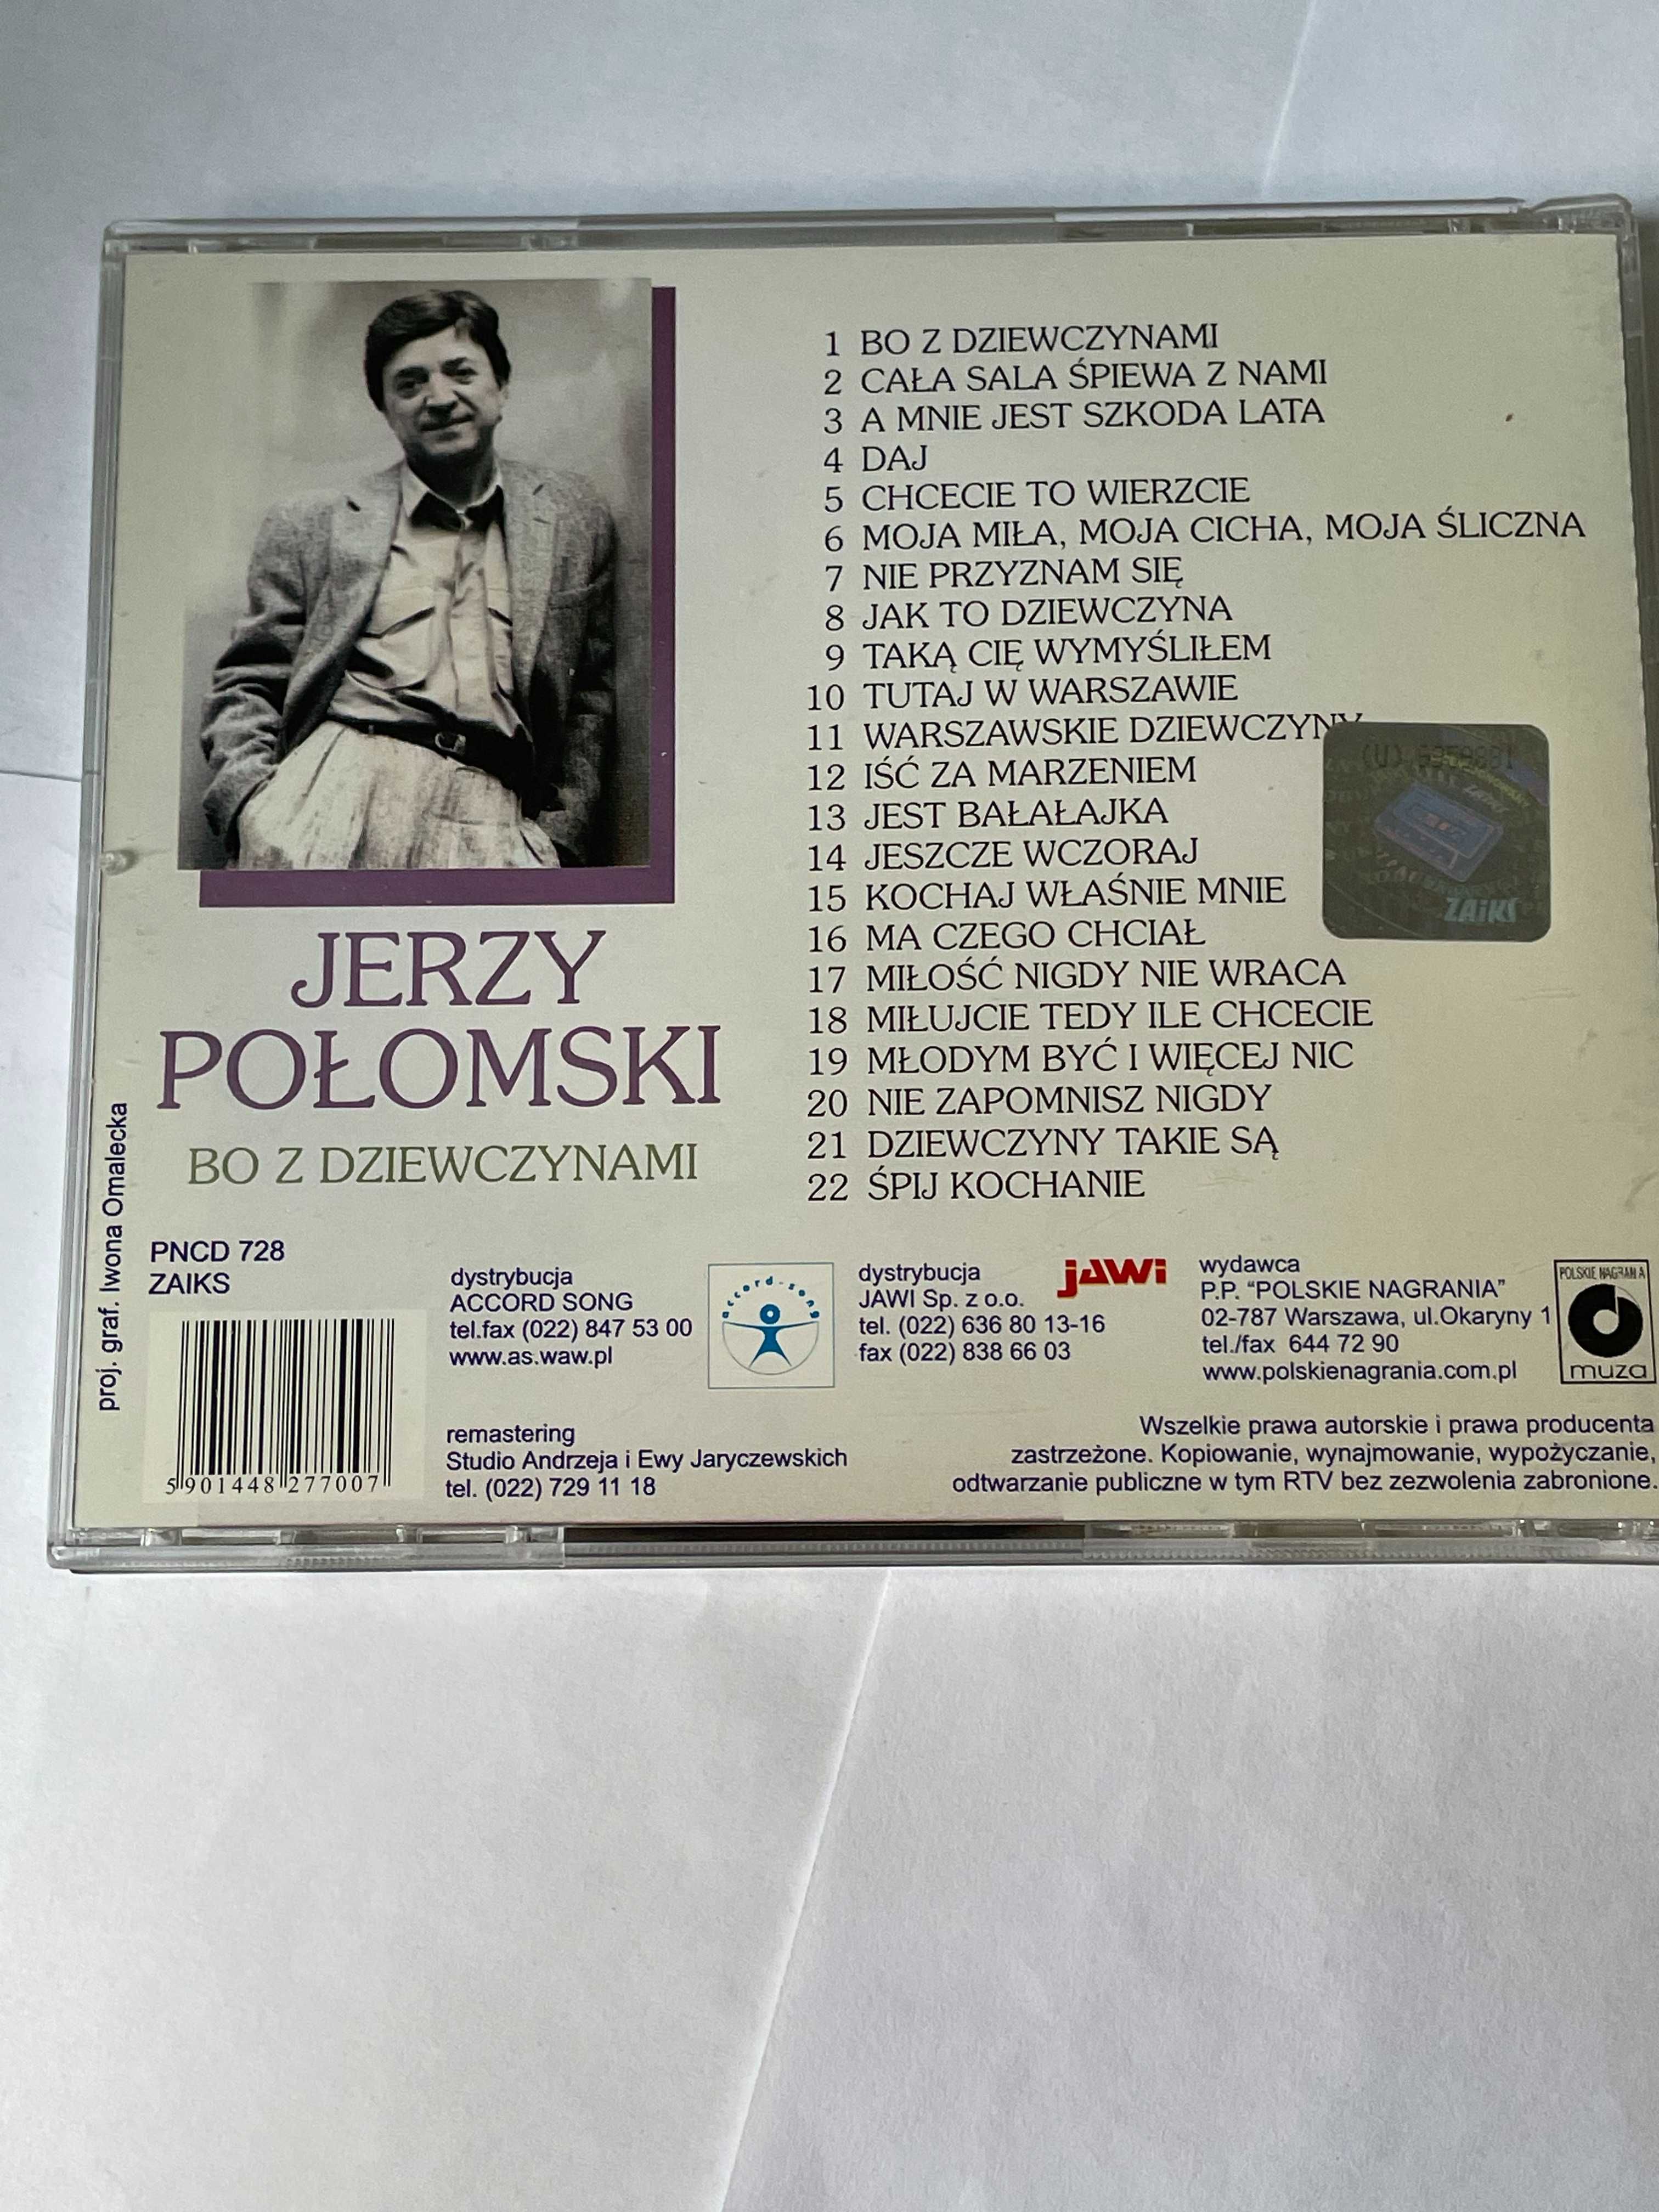 1 BO Z DZIEWCZYNAMI
2 CAŁA SALA ŚPIEWA Z NAMI
3 A MNIE JEST SZKODA LATA
4 DAJ
5 CHCECIE TO WIERZCIE
6 MOJA MIŁA, MOJA CICHA, MOJA ŚLICZNA
7 NIE PRZYZNAM SIĘ
8 JAK TO DZIEWCZYNA
9 TAKĄ CIĘ WYMYŚLIŁEM
10 TUTAJ W WARSZAWIE
11 WARSZAWSKIE DZIEWCZYNY
12 IŚĆ ZA MARZENIEM
13 JEST BAŁAŁAJKA
14 JESZCZE WCZORAJ
15 KOCHAJ WŁAŚNIE MNIE
16 MA CZEGO CHCIAŁ
17 MIŁOŚĆ NIGDY NIE WRACA
18 MIŁUJCIE TEDY ILE CHCECIE
19 MŁODYM BYĆ I WIĘCEJ NIC
20 NIE ZAPOMNISZ NIGDY
21 DZIEWCZYNY TAKIE SĄ
22 ŚPIJ KOCHANIE
ZAiKS
JERZY
POŁOMSKI
BO Z DZIEWCZYNAMI
proj. graf. Iwona Omalecka
PNCD 728
ZAIKS
5901448277007
dystrybucja
ACCORD SONG
tel.fax (022) 847 53 00
www.as.waw.pl
accord-song
dystrybucja
JAWI Sp. z o.o.
tel. (022) 636 80 13-16
fax (022) 838 66 03
jAWi
wydawca
P.P. “POLSKIE NAGRANIA”
02-787 Warszawa, ul.Okaryny 1
tel./fax 644 72 90
www.polskienagrania.com.pl
POLSKIE NAGRANIA
muza
remastering
Studio Andrzeja i Ewy Jaryczewskich
tel. (022) 729 11 18
Wszelkie prawa autorskie i prawa producenta
zastrzeżone. Kopiowanie, wynajmowanie, wypożyczanie,
odtwarzanie publiczne w tym RTV bez zezwolenia zabronione.